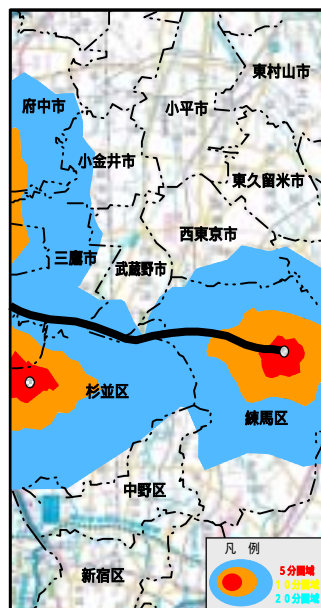 東村山市
府中市
小平市
小金井市
東久留米市
西東京市
三鷹市
武蔵野市
杉並区
練馬区
中野区
新宿区
凡 例
5分圏域
10分圏域
20分圏域